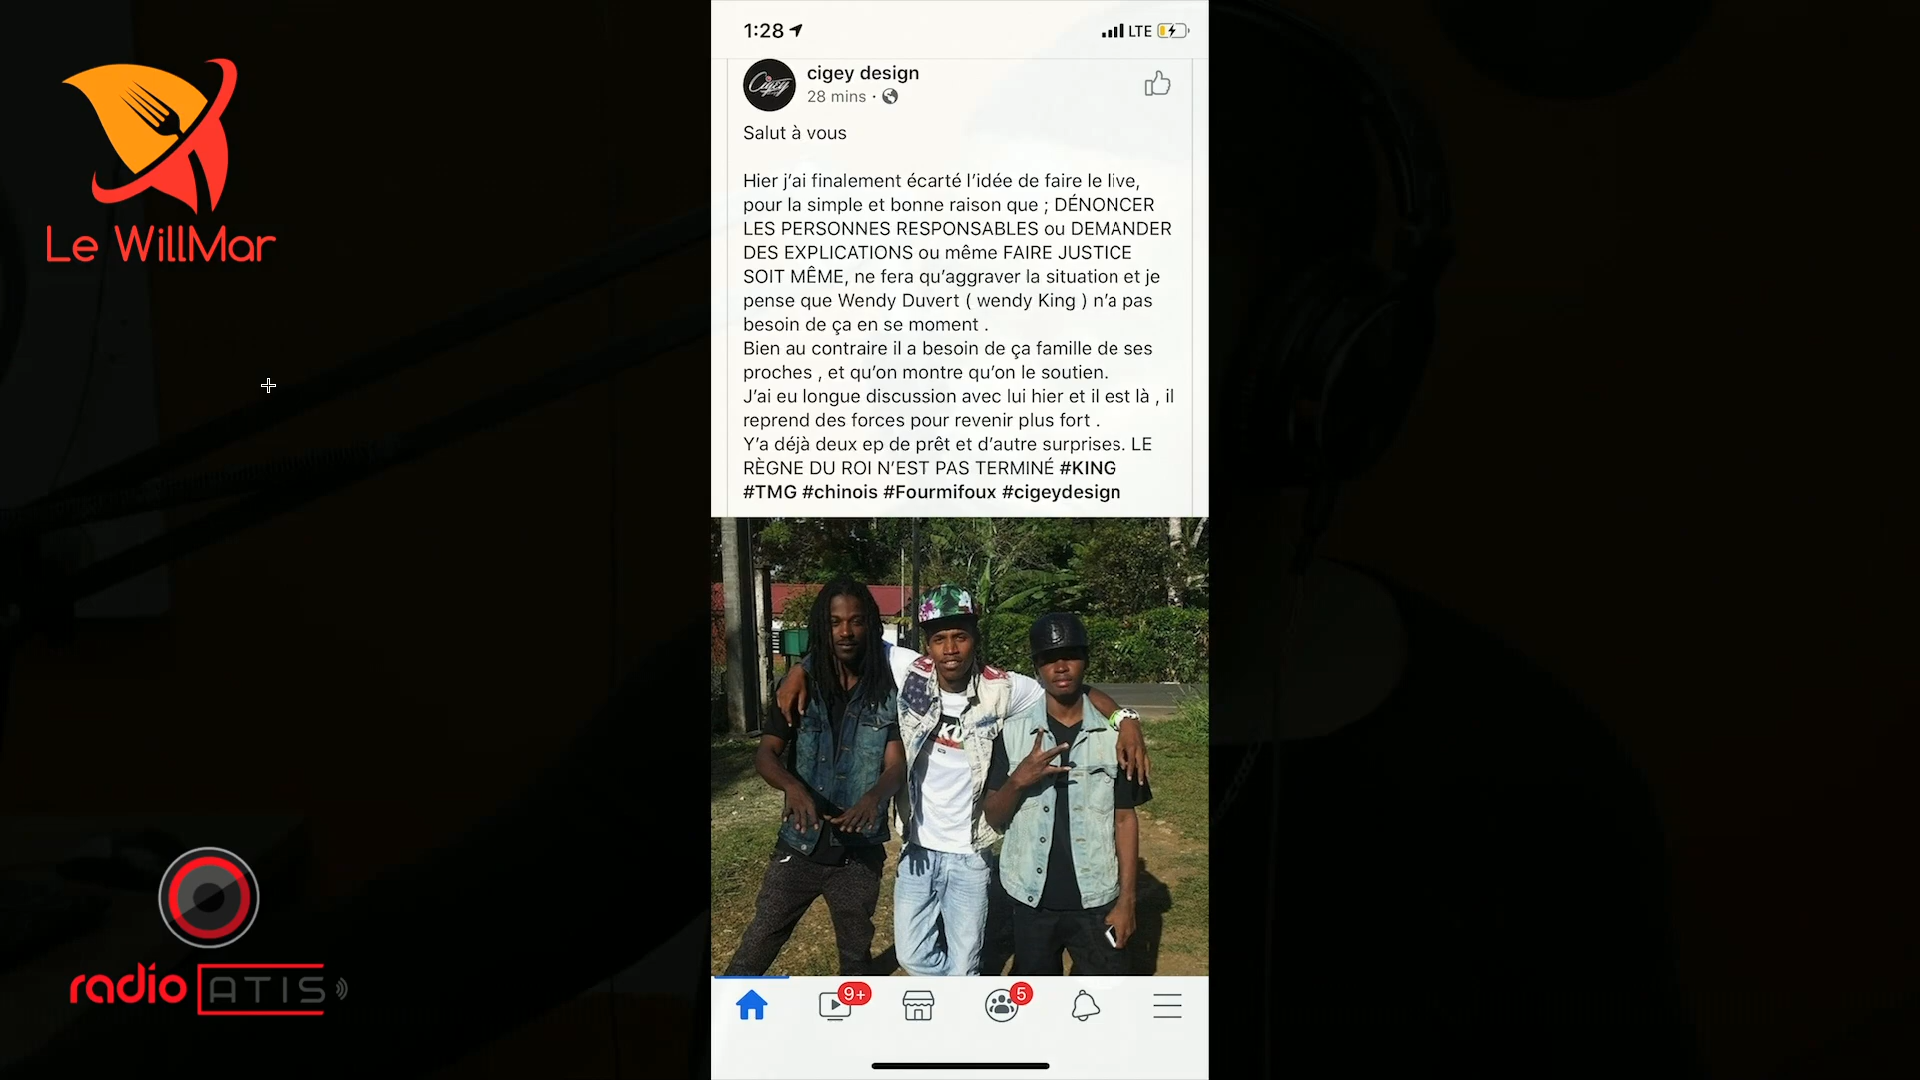 1:28
LTE
Le WillMar
cigey design
28 mins ·
Salut à vous
Hier j'ai finalement écarté l'idée de faire le live,
pour la simple et bonne raison que ; DÉNONCER
LES PERSONNES RESPONSABLES ou DEMANDER
DES EXPLICATIONS ou même FAIRE JUSTICE
SOIT MÊME, ne fera qu'aggraver la situation et je
pense que Wendy Duvert ( wendy King ) n'a pas
besoin de ça en se moment .
Bien au contraire il a besoin de ça famille de ses
proches , et qu'on montre qu'on le soutien.
J'ai eu longue discussion avec lui hier et il est là , il
reprend des forces pour revenir plus fort .
Y'a déjà deux ep de prêt et d'autre surprises. LE
RÈGNE DU ROI N'EST PAS TERMINÉ #KING
#TMG #chinois #Fourmifoux #cigeydesign
9+
5
radio ATIS